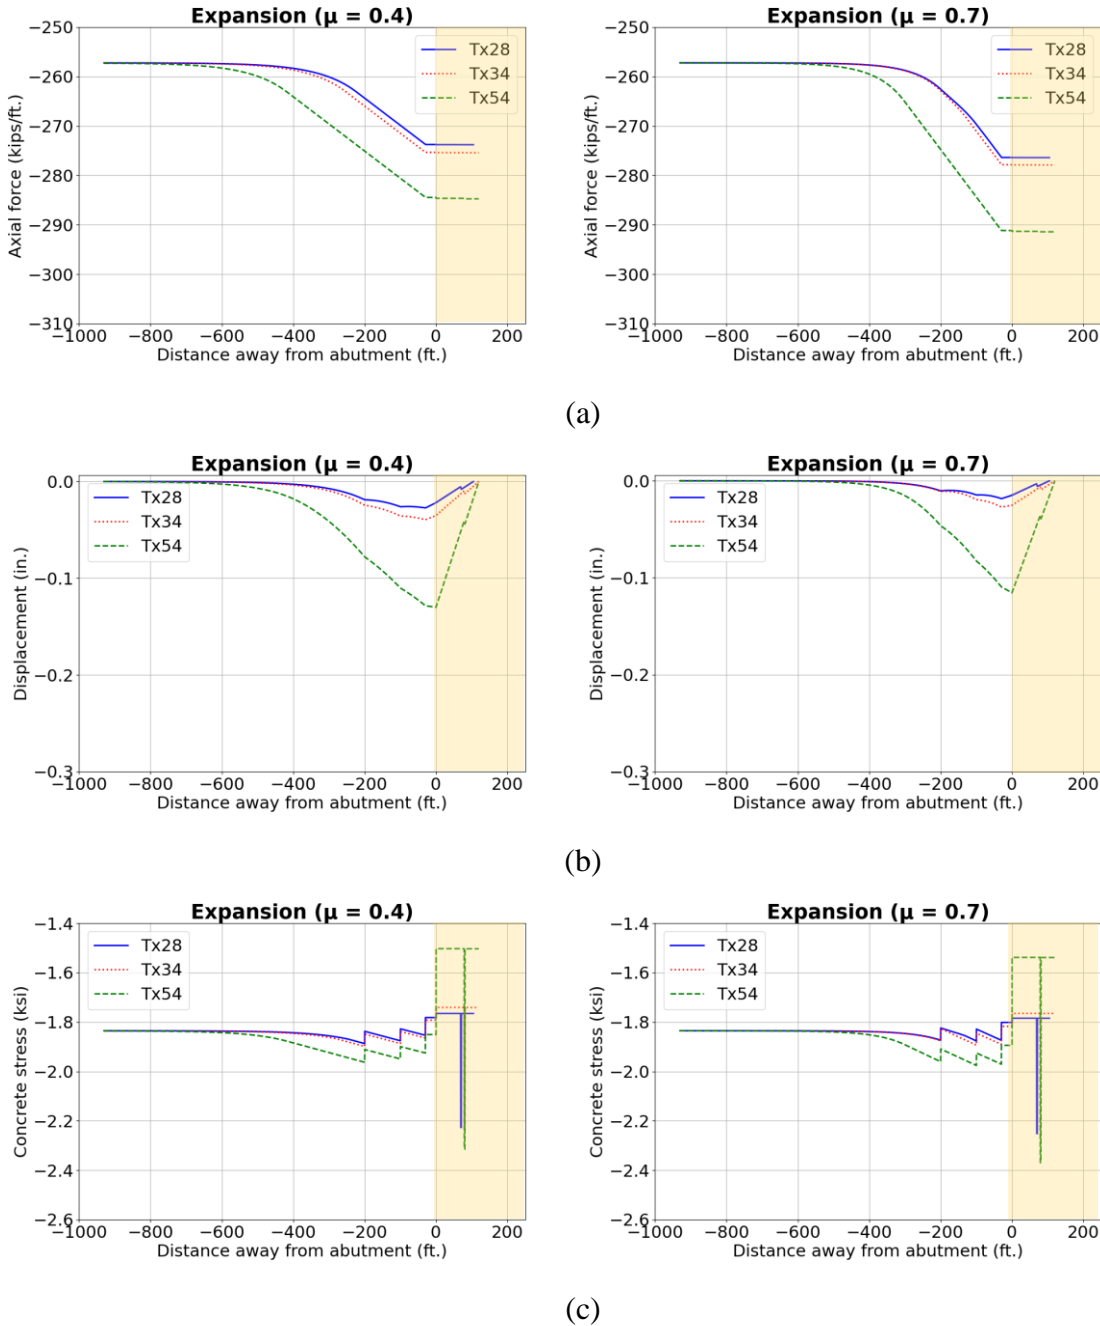 Expansion (μ = 0.4)
Axial force (kips/ft.)
−250
−260
−270
−280
−290
−300
−310
Tx28
Tx34
Tx54
−1000 −800 −600 −400 −200 0 200
Distance away from abutment (ft.)
Expansion (μ = 0.7)
Axial force (kips/ft.)
−250
−260
−270
−280
−290
−300
−310
Tx28
Tx34
Tx54
−1000 −800 −600 −400 −200 0 200
Distance away from abutment (ft.)
(a)
Expansion (μ = 0.4)
Displacement (in.)
0.0
−0.1
−0.2
−0.3
Tx28
Tx34
Tx54
−1000 −800 −600 −400 −200 0 200
Distance away from abutment (ft.)
Expansion (μ = 0.7)
Displacement (in.)
0.0
−0.1
−0.2
−0.3
Tx28
Tx34
Tx54
−1000 −800 −600 −400 −200 0 200
Distance away from abutment (ft.)
(b)
Expansion (μ = 0.4)
Concrete stress (ksi)
−1.4
−1.6
−1.8
−2.0
−2.2
−2.4
−2.6
Tx28
Tx34
Tx54
−1000 −800 −600 −400 −200 0 200
Distance away from abutment (ft.)
Expansion (μ = 0.7)
Concrete stress (ksi)
−1.4
−1.6
−1.8
−2.0
−2.2
−2.4
−2.6
Tx28
Tx34
Tx54
−1000 −800 −600 −400 −200 0 200
Distance away from abutment (ft.)
(c)